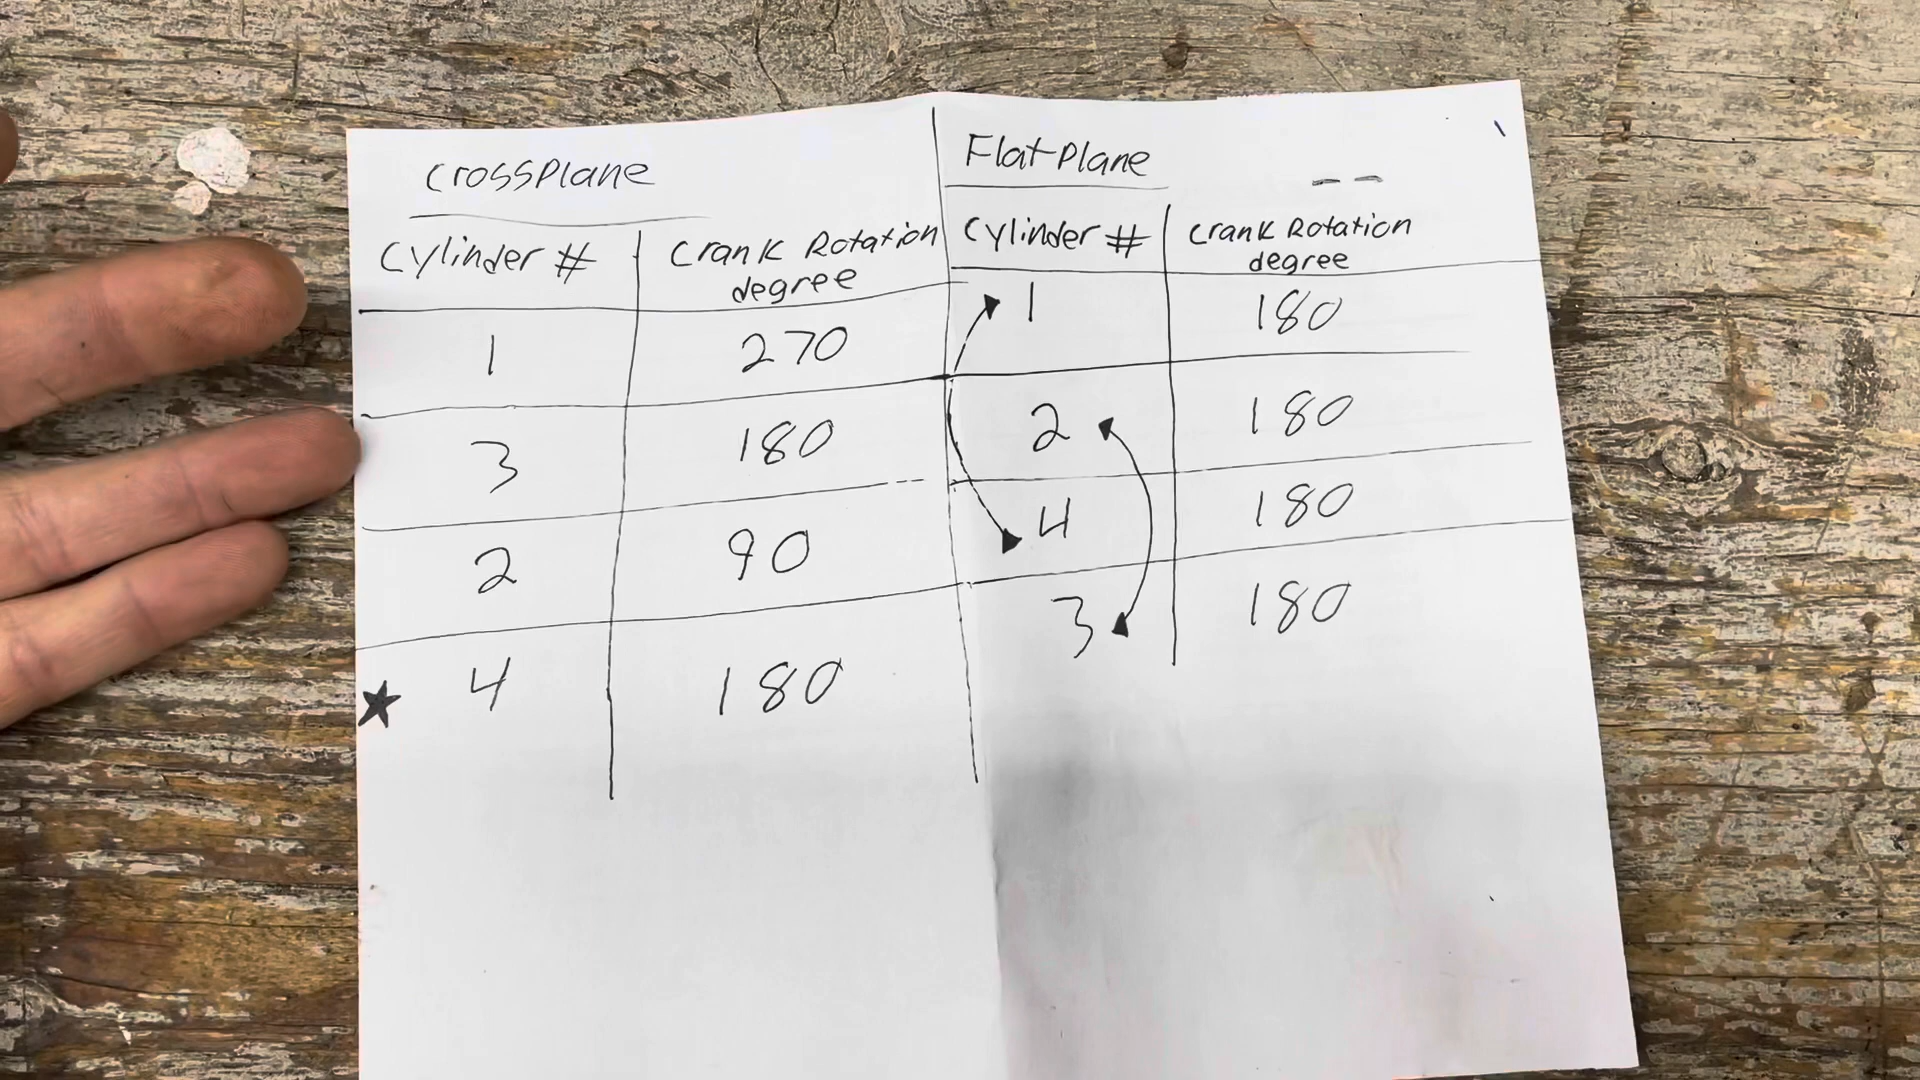 CrossPlane
Cylinder # Crank Rotation degree
1 270
3 180
2 90
★ 4 180
Flat Plane
Cylinder # Crank Rotation degree
1 180
2 180
4 180
3 180